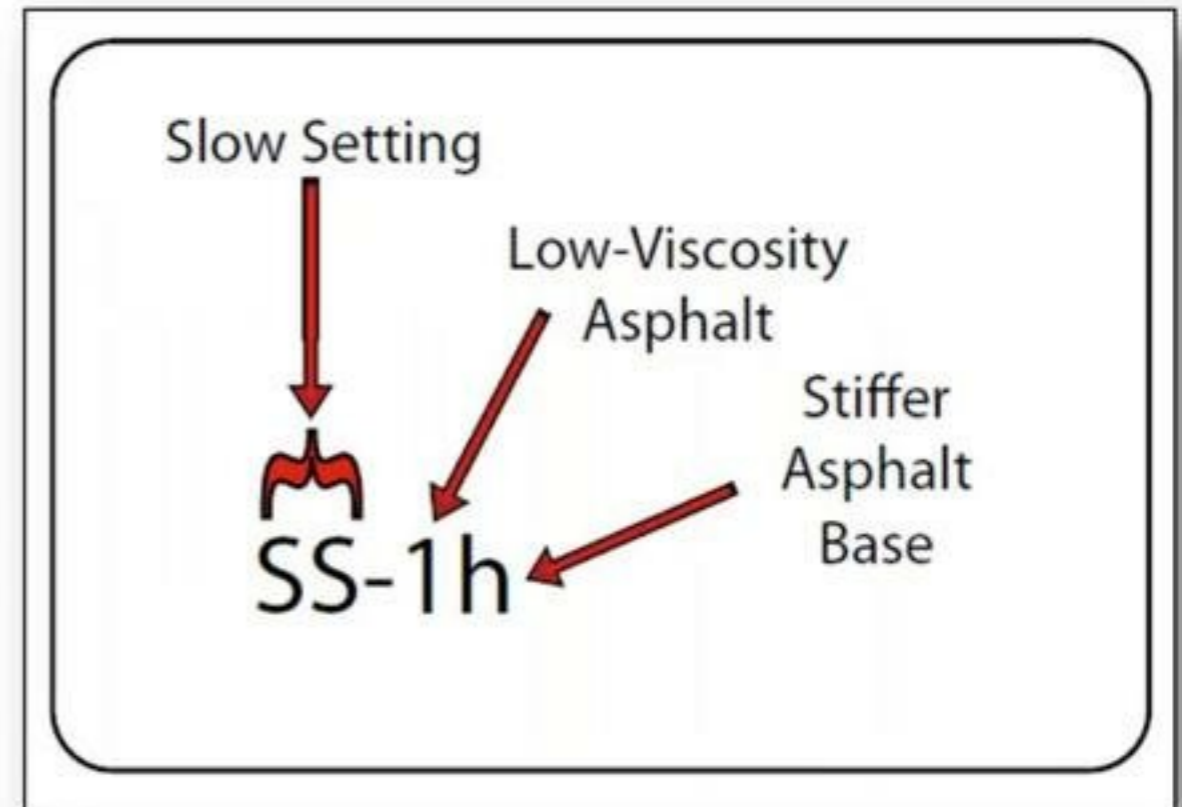 Slow Setting
Low-Viscosity
Asphalt
Stiffer
Asphalt
Base
SS-1h